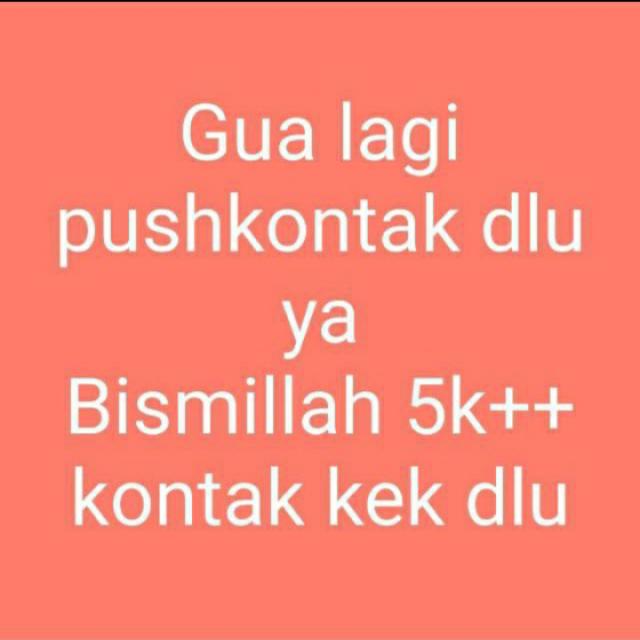 Gua lagi
pushkontak dlu
ya
Bismillah 5k++
kontak kek dlu